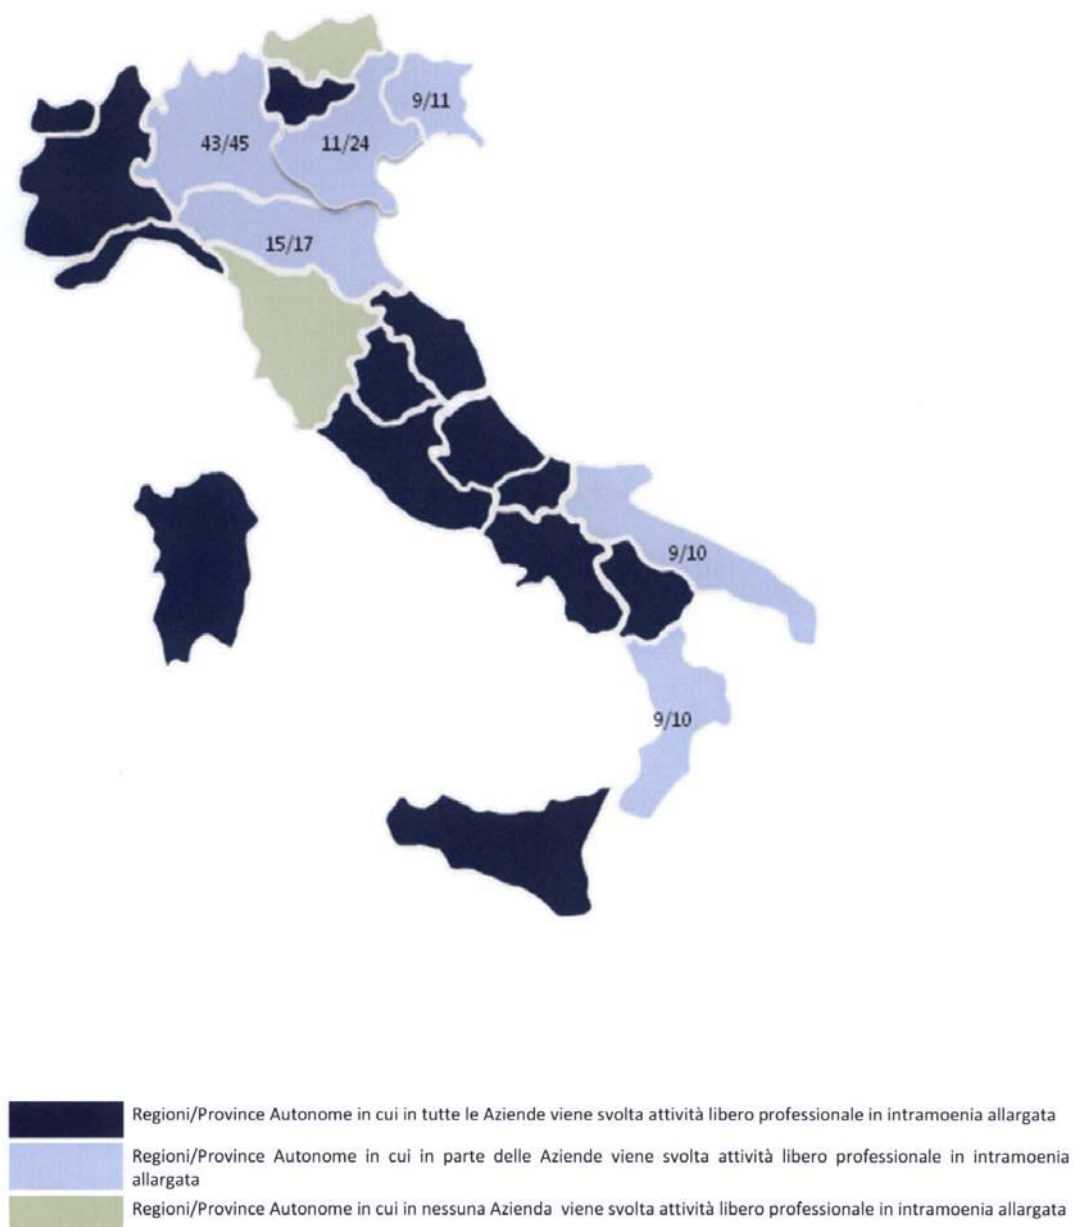 9/11
43/45
11/24
15/17
9/10
9/10
Regioni/Province Autonome in cui in tutte le Aziende viene svolta attività libero professionale in intramoenia allargata
Regioni/Province Autonome in cui in parte delle Aziende viene svolta attività libero professionale in intramoenia
allargata
Regioni/Province Autonome in cui in nessuna Azienda viene svolta attività libero professionale in intramoenia allargata